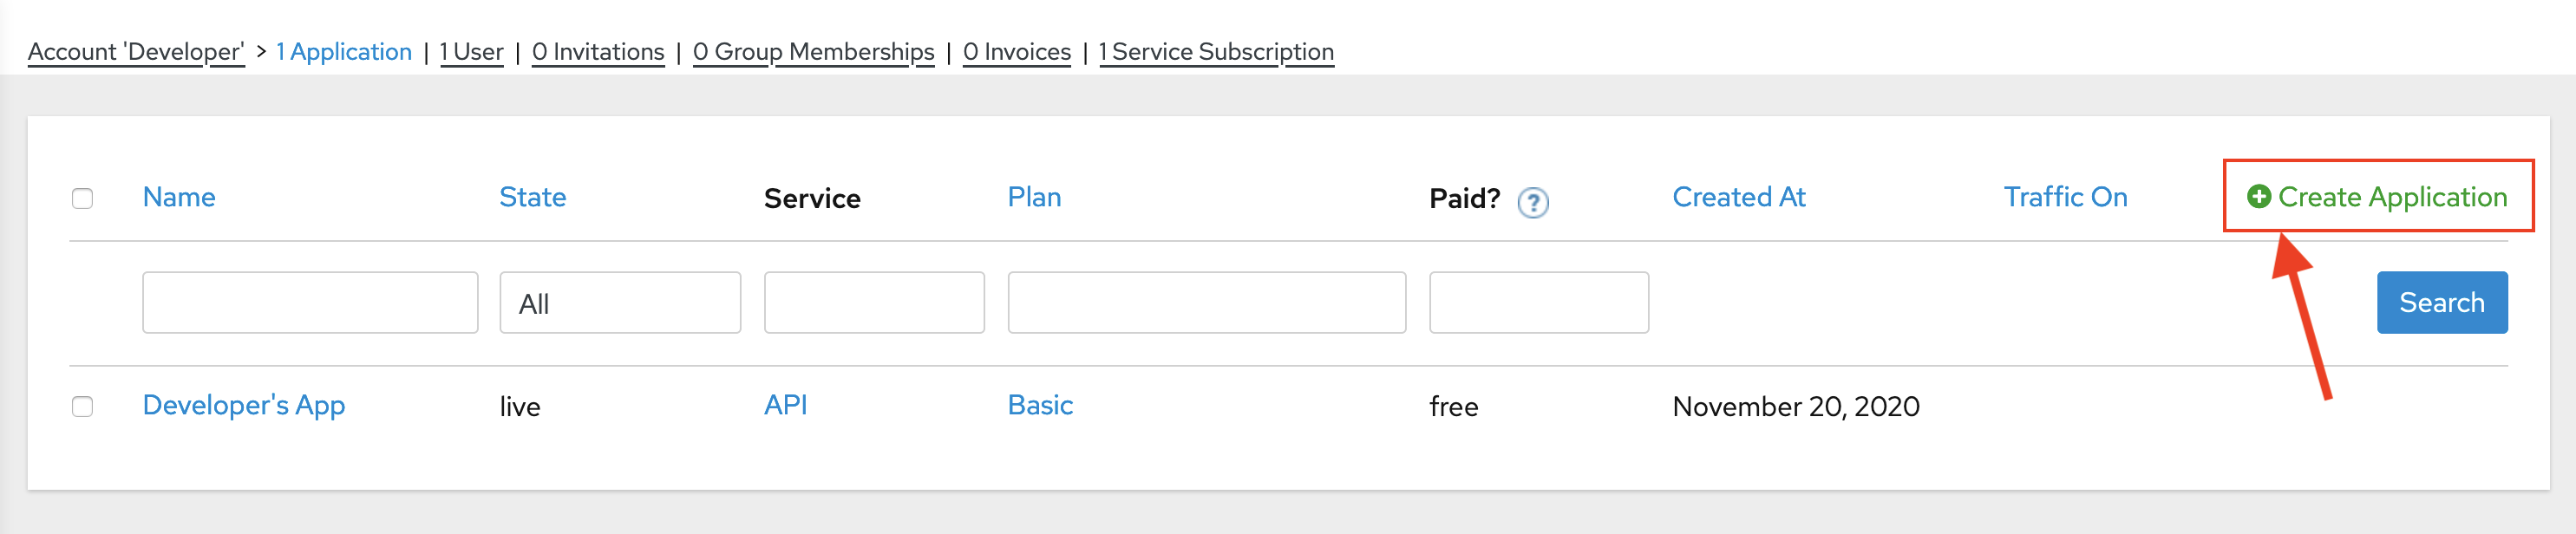 Account 'Developer' > 1 Application | 1 User | 0 Invitations | 0 Group Memberships | 0 Invoices | 1 Service Subscription
Name State Service Plan Paid? ? Created At Traffic On Create Application
All Search
Developer's App live API Basic free November 20, 2020